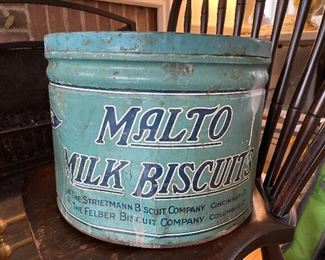 MALTO
MILK BISCUITS
THE STRIETMANN BISCUIT COMPANY CINCINNATI
THE FELBER BISCUIT COMPANY COLUMBUS